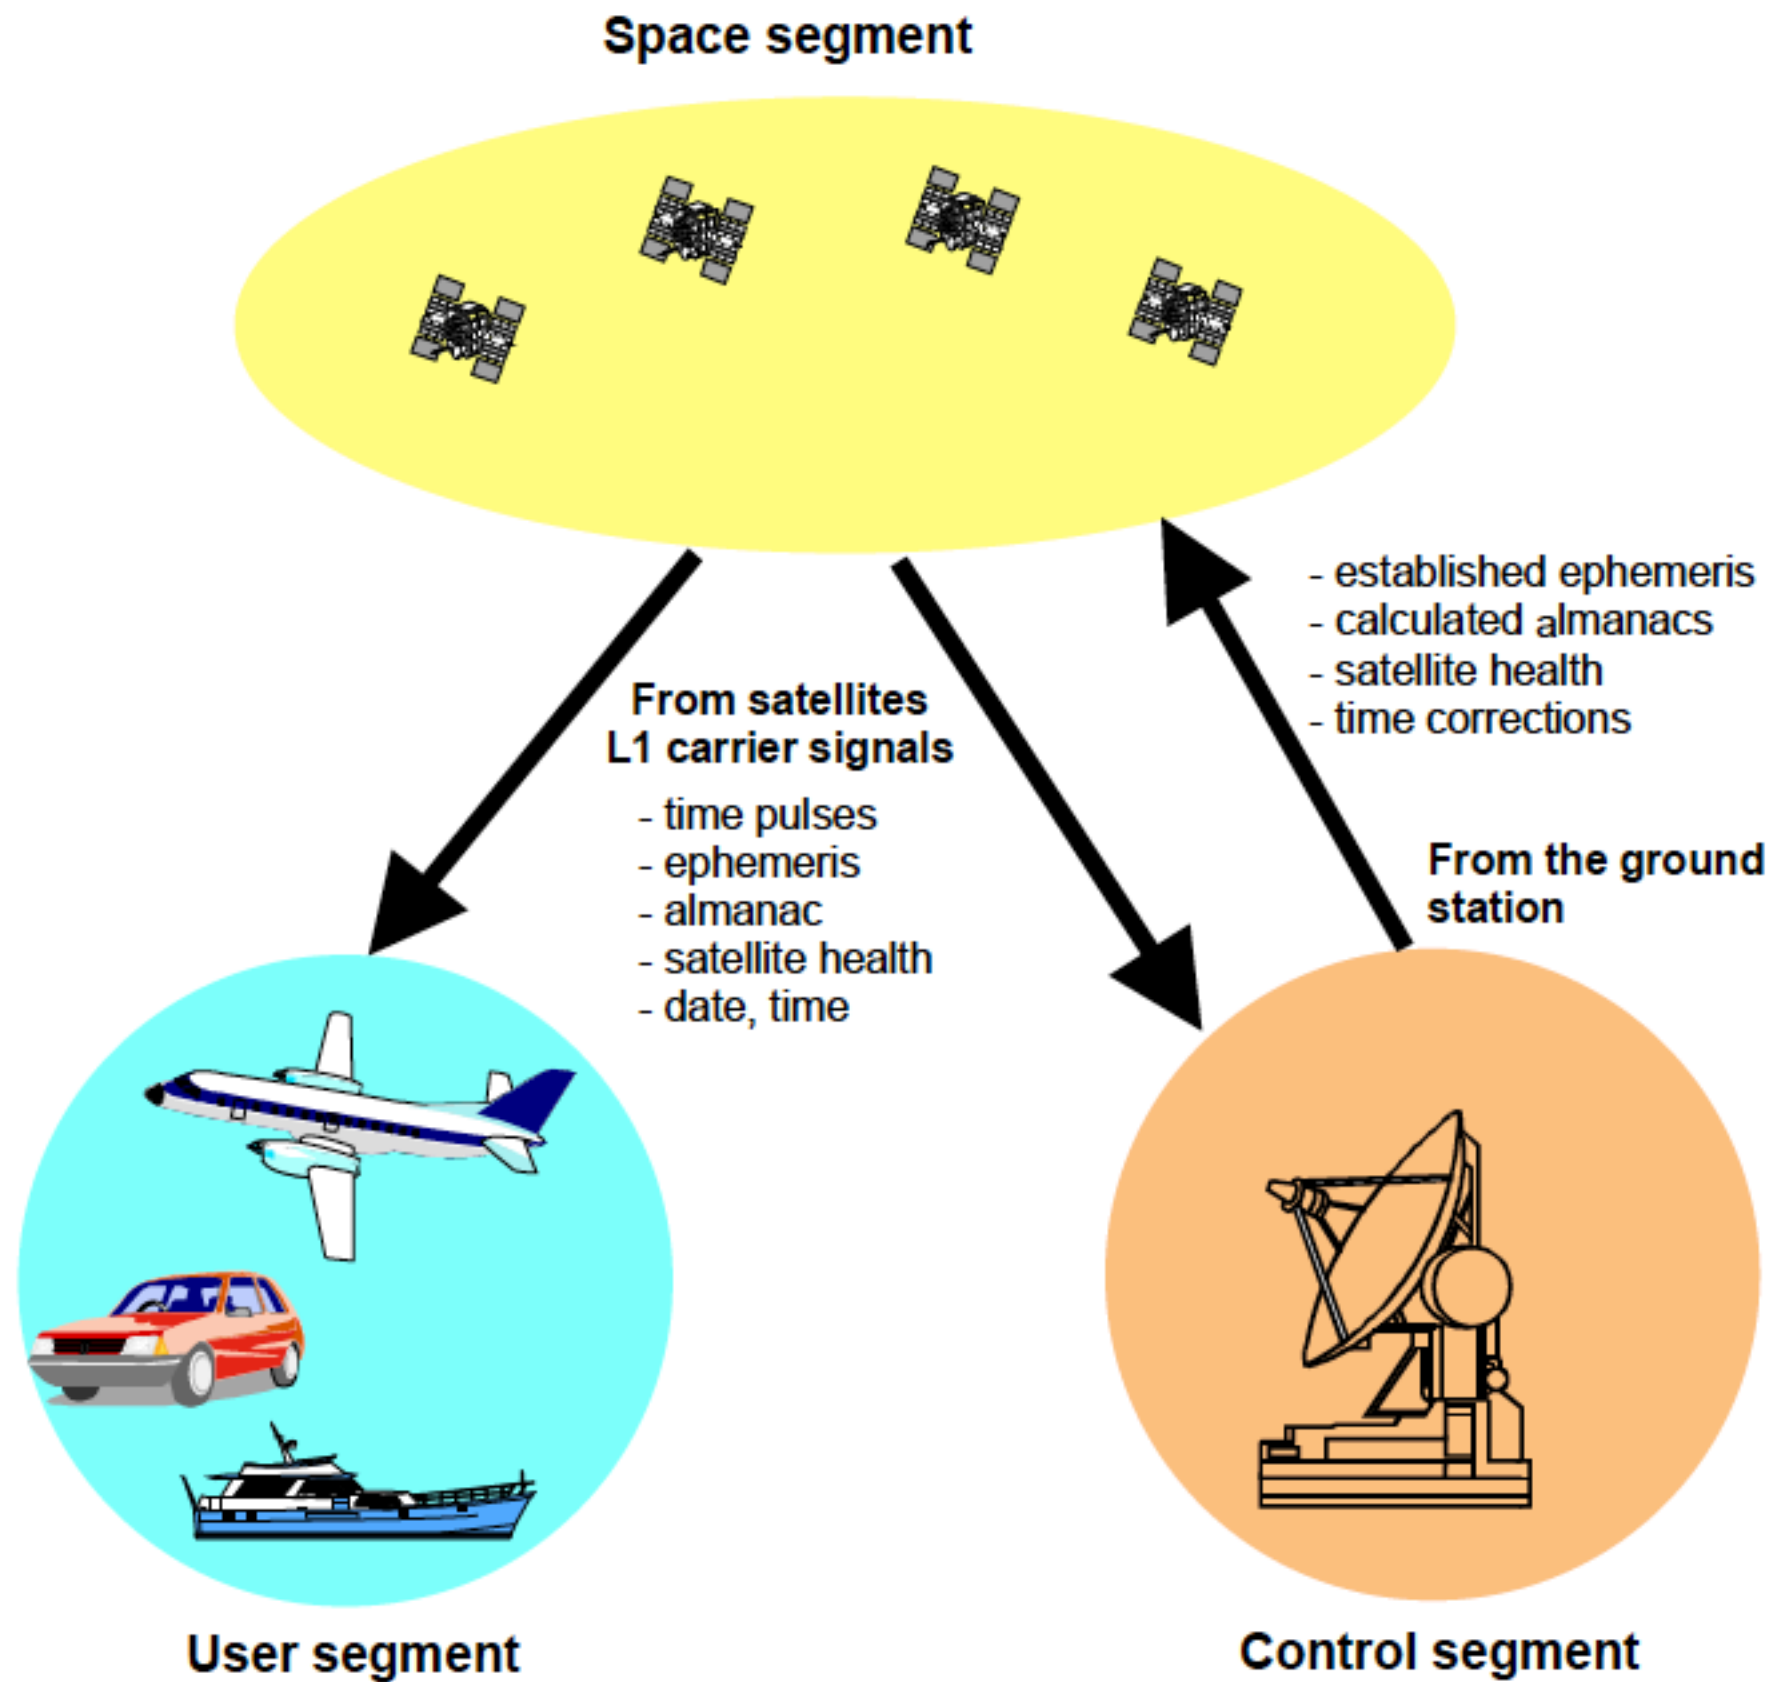 Space segment
- established ephemeris
- calculated almanacs
- satellite health
- time corrections
From satellites
L1 carrier signals
- time pulses
- ephemeris
- almanac
- satellite health
- date, time
From the ground
station
User segment
Control segment